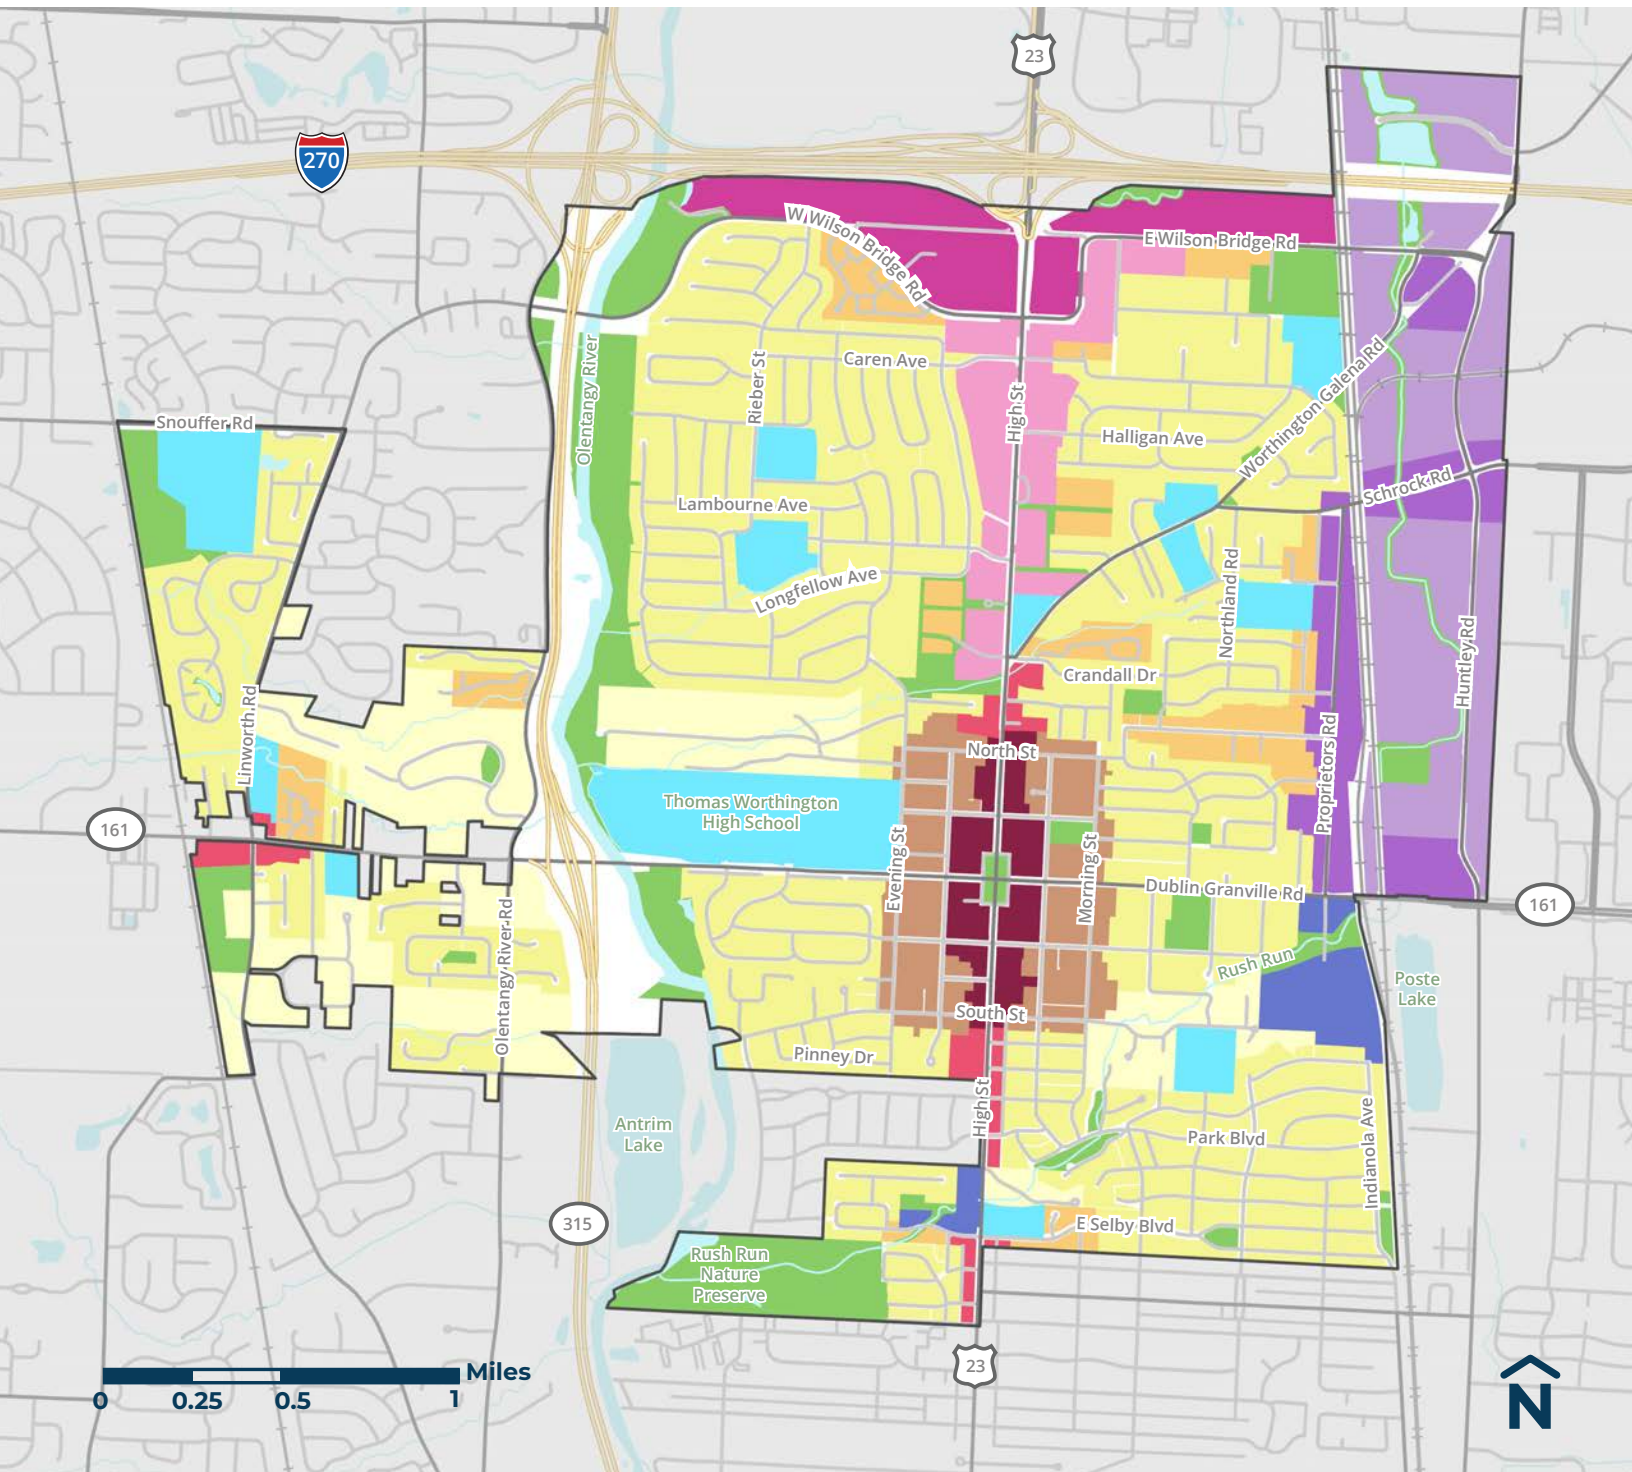 23
270
W Wilson Bridge Rd
E Wilson Bridge Rd
Olentangy River
Rieber St
Caren Ave
High St
Worthington Galena Rd
Snouffer Rd
Halligan Ave
Schrock Rd
Lambourne Ave
Longfellow Ave
Northland Rd
Huntley Rd
Crandall Dr
Linworth Rd
North St
Proprietors Rd
Thomas Worthington
High School
161
Evening St
Morning St
Dublin Granville Rd
161
Olentangy River Rd
Rush Run
Poste
Lake
South St
Pinney Dr
High St
Antrim
Lake
Park Blvd
Indianola Ave
315
E Selby Blvd
Rush Run
Nature
Preserve
23
Miles
0 0.25 0.5 1
N